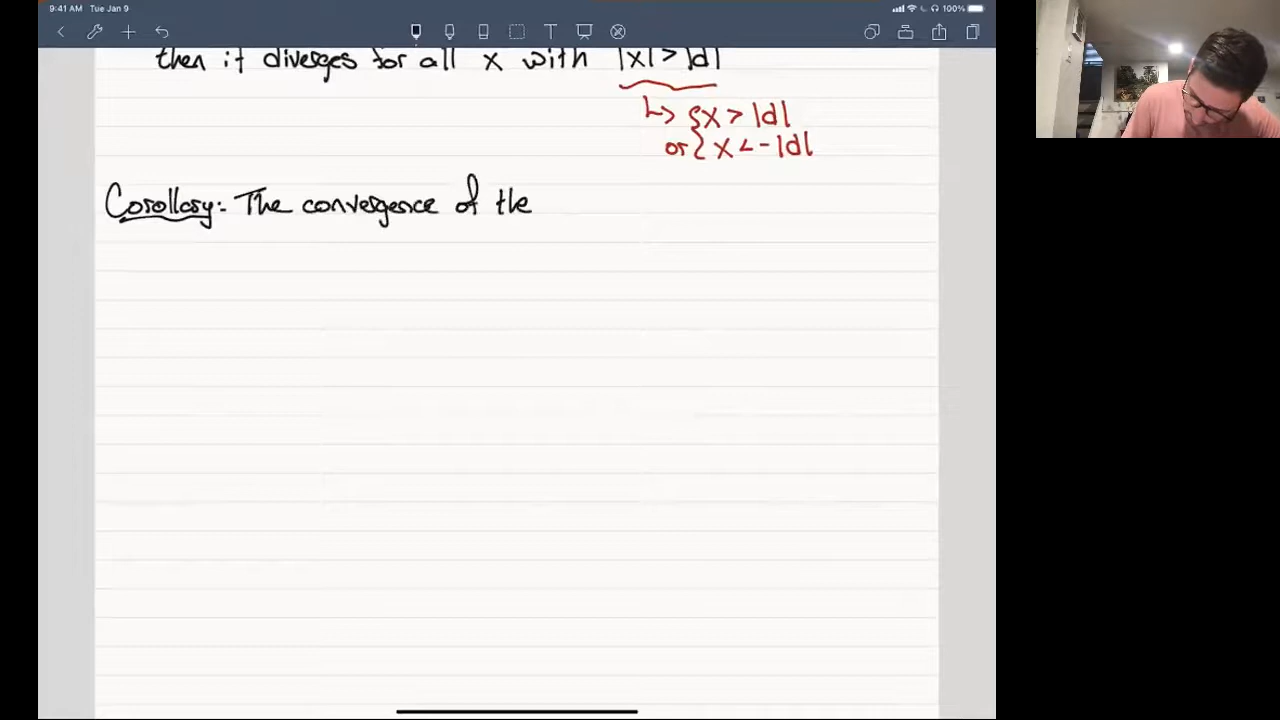 9:41 AM Tue Jan 9
100%
then it diverges for all x with |x| > |d|
↳ { x > |d|
or { x < -|d|
Corollary: The convergence of the